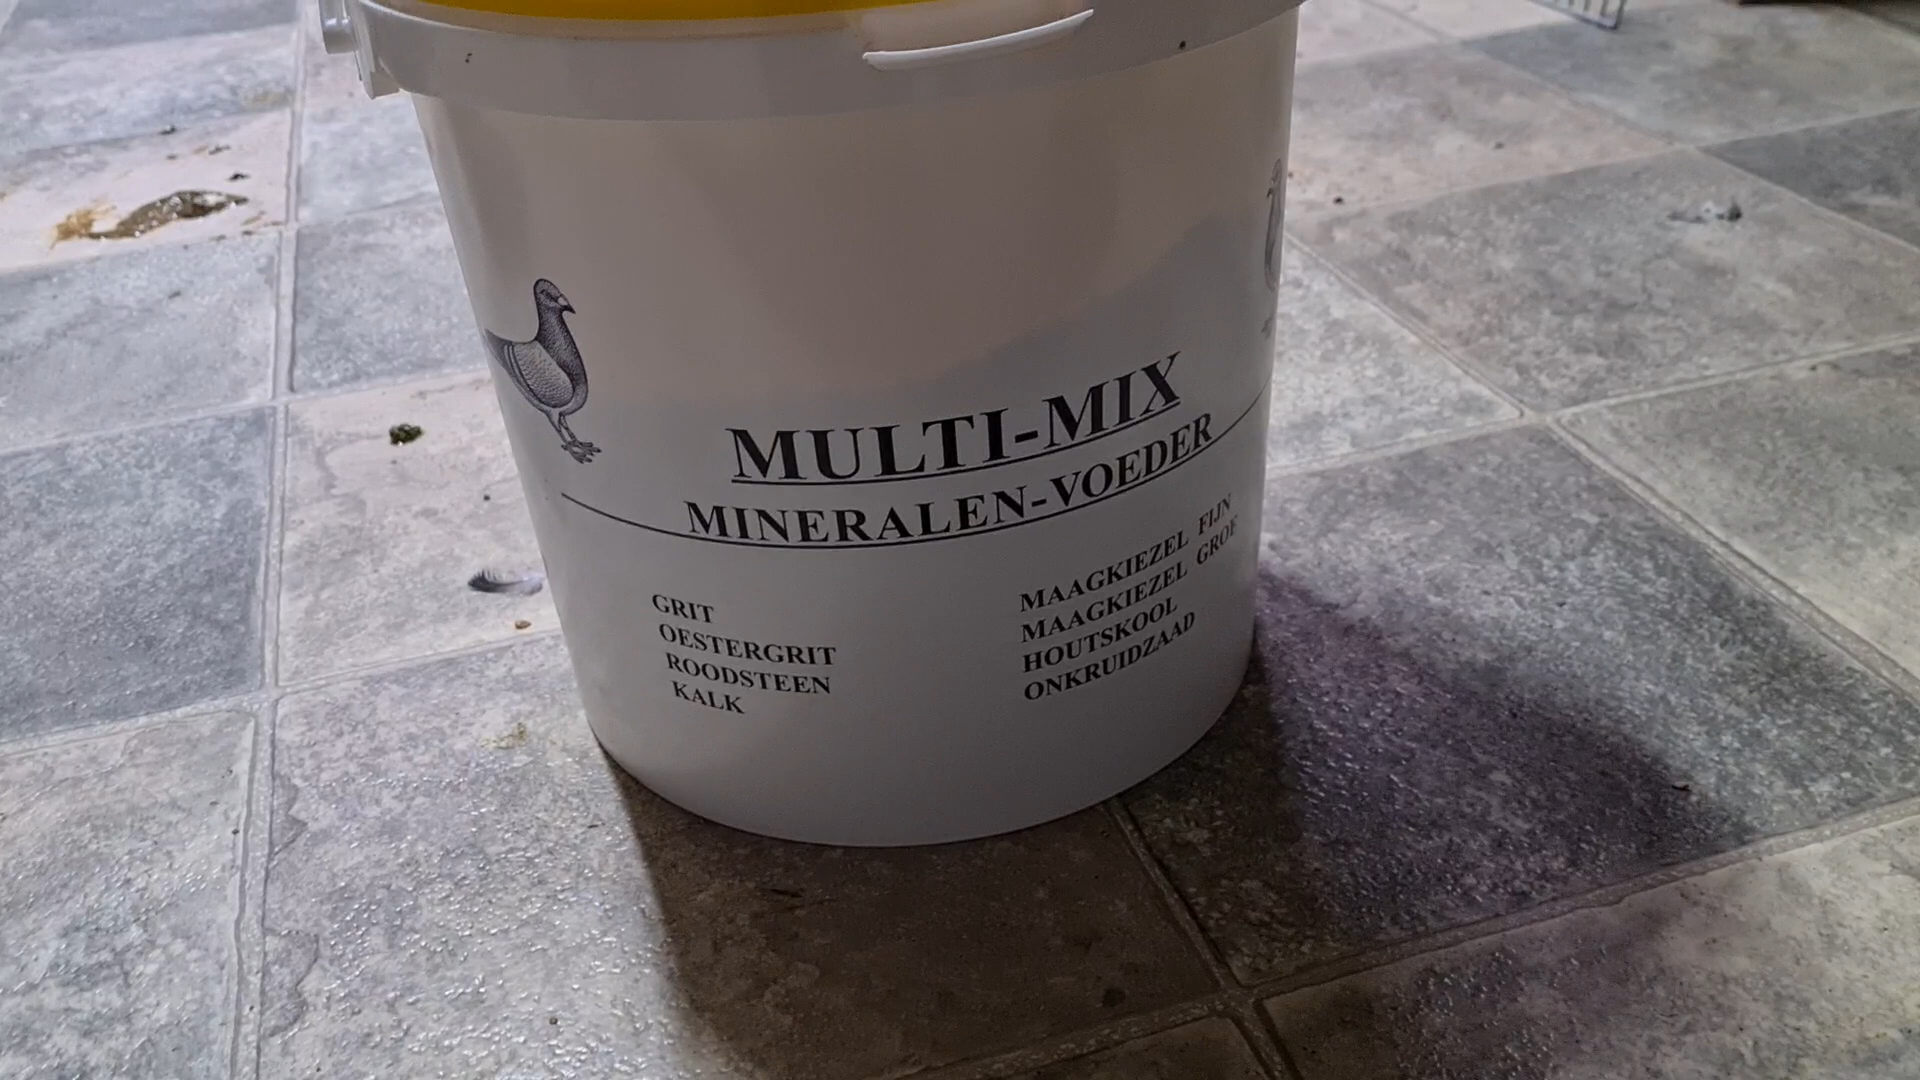 MULTI-MIX
MINERALEN-VOEDER
GRIT
OESTERGRIT
ROODSTEEN
KALK
MAAGKIEZEL FIJN
MAAGKIEZEL GROF
HOUTSKOOL
ONKRUIDZAAD